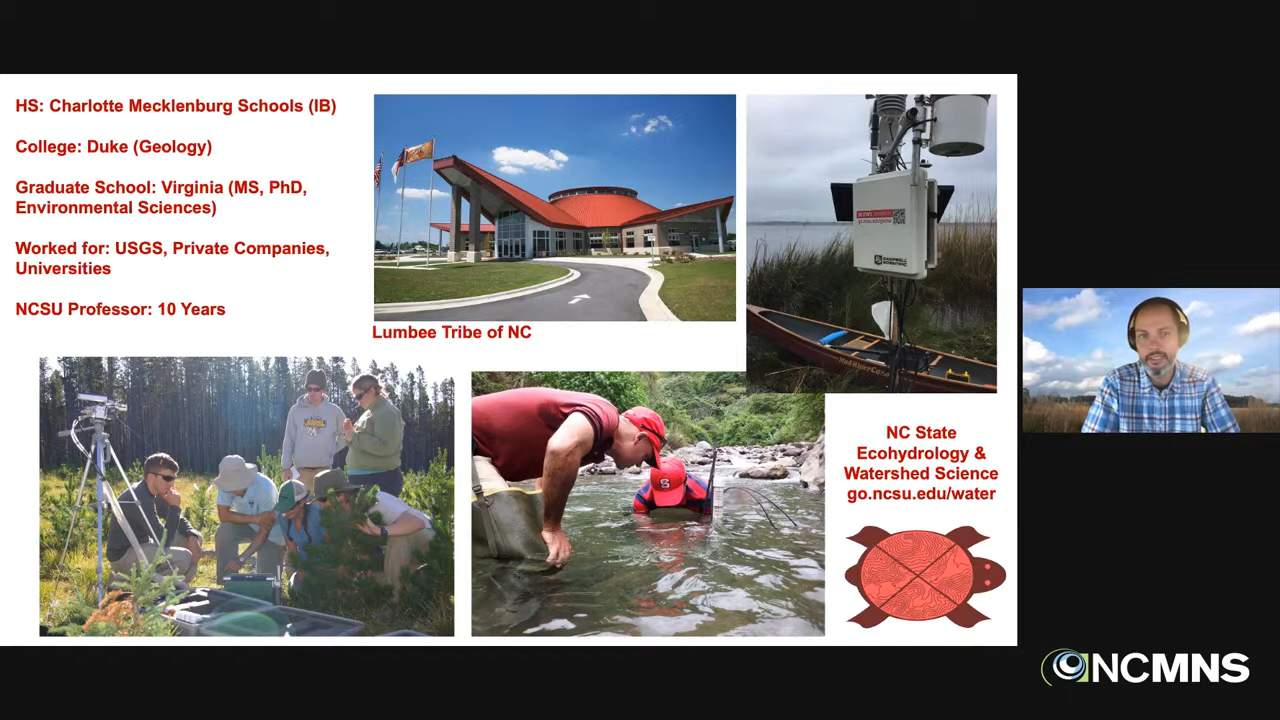 HS: Charlotte Mecklenburg Schools (IB)
College: Duke (Geology)
Graduate School: Virginia (MS, PhD,
Environmental Sciences)
Worked for: USGS, Private Companies,
Universities
NCSU Professor: 10 Years
Lumbee Tribe of NC
CAMPBELL
SCIENTIFIC
NC State
Ecohydrology &
Watershed Science
go.ncsu.edu/water
NCMNS